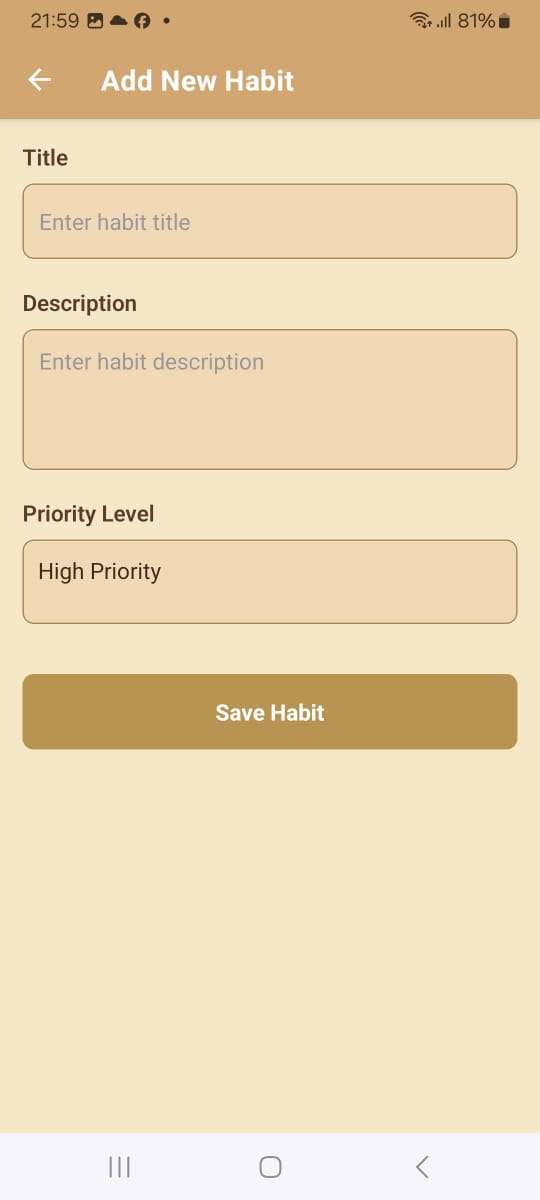 21:59 81%
Add New Habit
Title
Enter habit title
Description
Enter habit description
Priority Level
High Priority
Save Habit